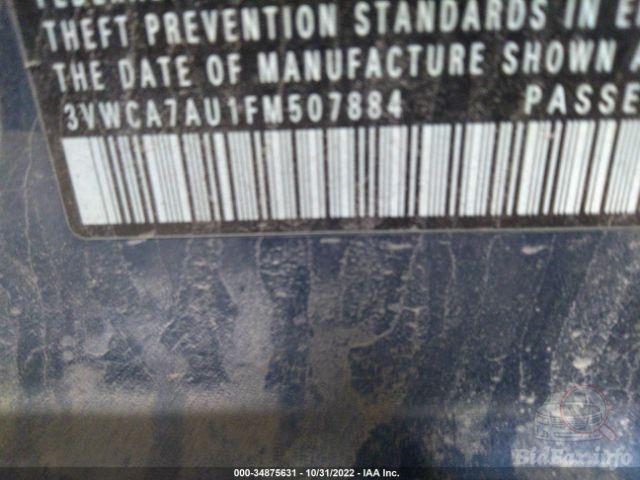 THEFT PREVENTION STANDARDS IN
THE DATE OF MANUFACTURE SHOWN
3VWCA7AU1FM507884 PASSE
BidFax.info
000-34875631 - 10/31/2022 - IAA Inc.